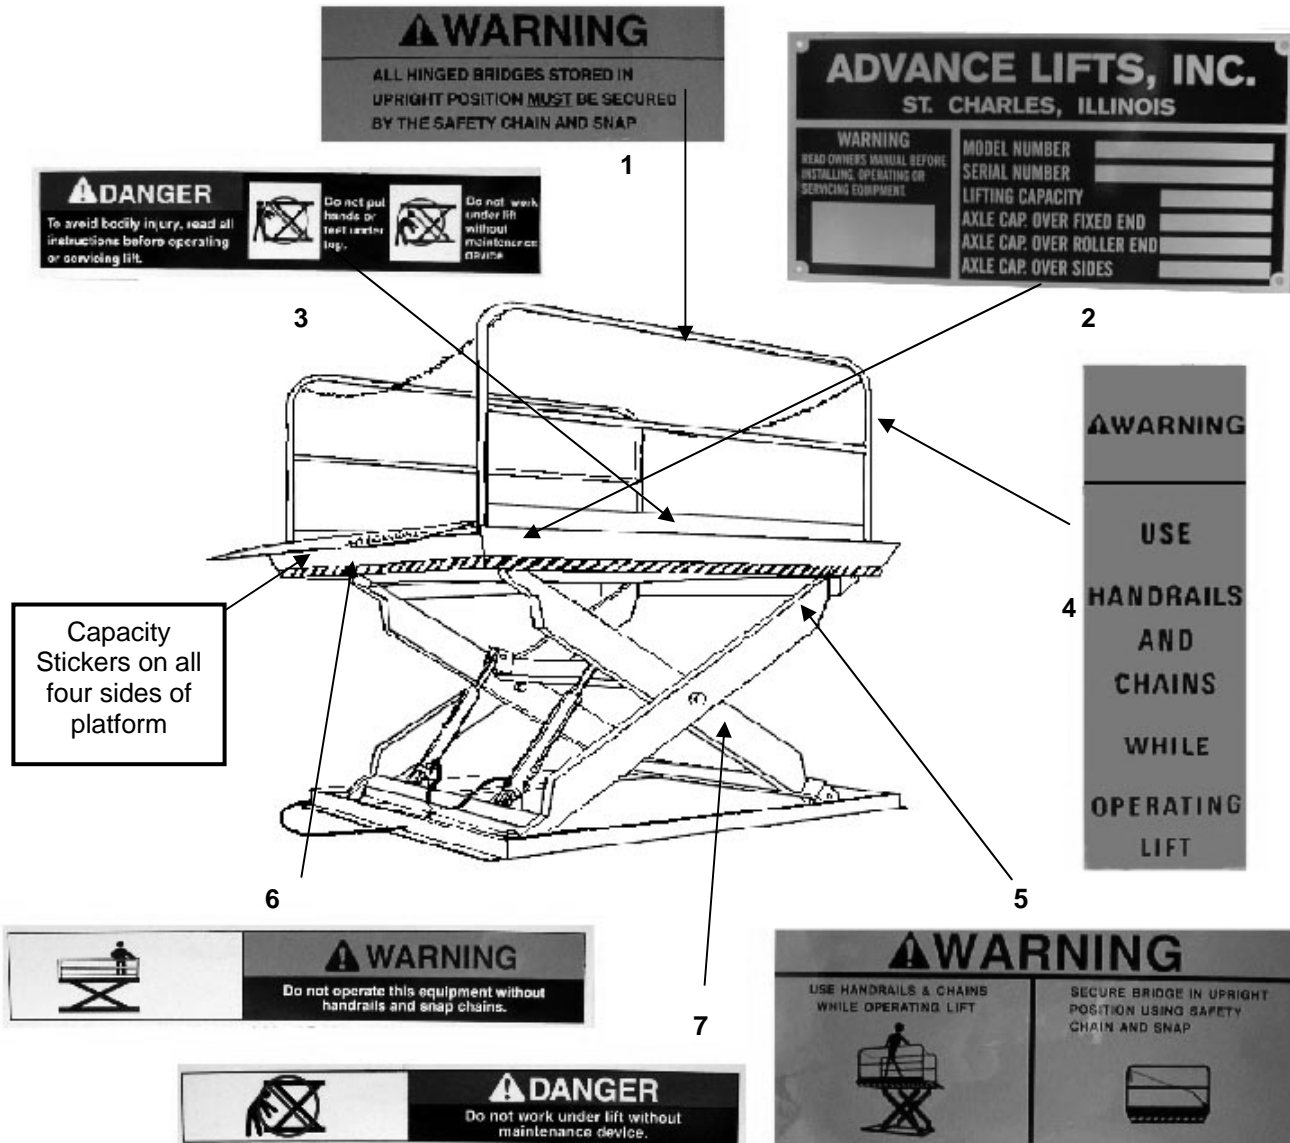 WARNING
ALL HINGED BRIDGES STORED IN
UPRIGHT POSITION MUST BE SECURED
BY THE SAFETY CHAIN AND SNAP
1
ADVANCE LIFTS, INC.
ST. CHARLES, ILLINOIS
WARNING
READ OWNERS MANUAL BEFORE
INSTALLING, OPERATING OR
SERVICING EQUIPMENT.
MODEL NUMBER
SERIAL NUMBER
LIFTING CAPACITY
AXLE CAP. OVER FIXED END
AXLE CAP. OVER ROLLER END
AXLE CAP. OVER SIDES
2
DANGER
To avoid bodily injury, read all
instructions before operating
or servicing lift.
Do not put
hands or
feet under
top.
Do not work
under lift
without
maintenance
device
3
WARNING
USE
HANDRAILS
AND
CHAINS
WHILE
OPERATING
LIFT
4
Capacity
Stickers on all
four sides of
platform
6
WARNING
Do not operate this equipment without
handrails and snap chains.
7
DANGER
Do not work under lift without
maintenance device.
5
WARNING
USE HANDRAILS & CHAINS
WHILE OPERATING LIFT
SECURE BRIDGE IN UPRIGHT
POSITION USING SAFETY
CHAIN AND SNAP